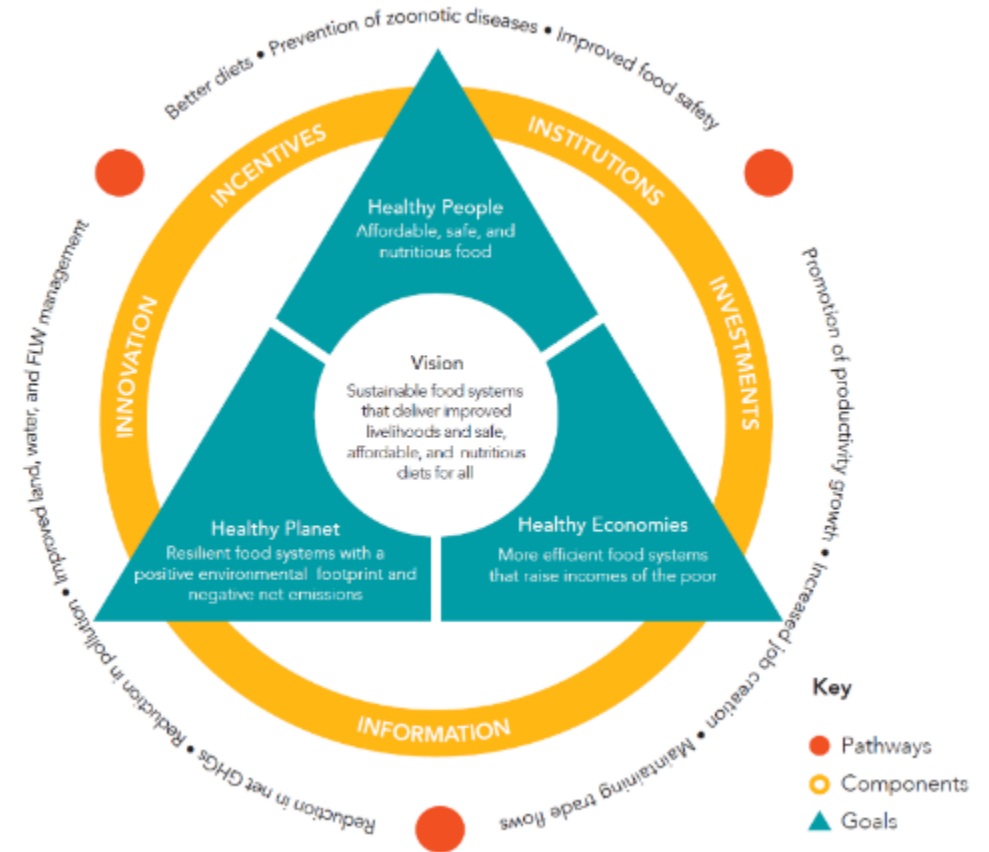 Better diets • Prevention of zoonotic diseases • Improved food safety
Promotion of productivity growth • Increased job creation • Maintaining trade flows
Reduction in net GHGs • Reduction in pollution • Improved land, water, and FLW management
INCENTIVES
INSTITUTIONS
INNOVATION
INVESTMENTS
INFORMATION
Healthy People
Affordable, safe, and
nutritious food
Vision
Sustainable food systems
that deliver improved
livelihoods and safe,
affordable, and nutritious
diets for all
Healthy Planet
Resilient food systems with a
positive environmental footprint and
negative net emissions
Healthy Economies
More efficient food systems
that raise incomes of the poor
Key
Pathways
Components
Goals